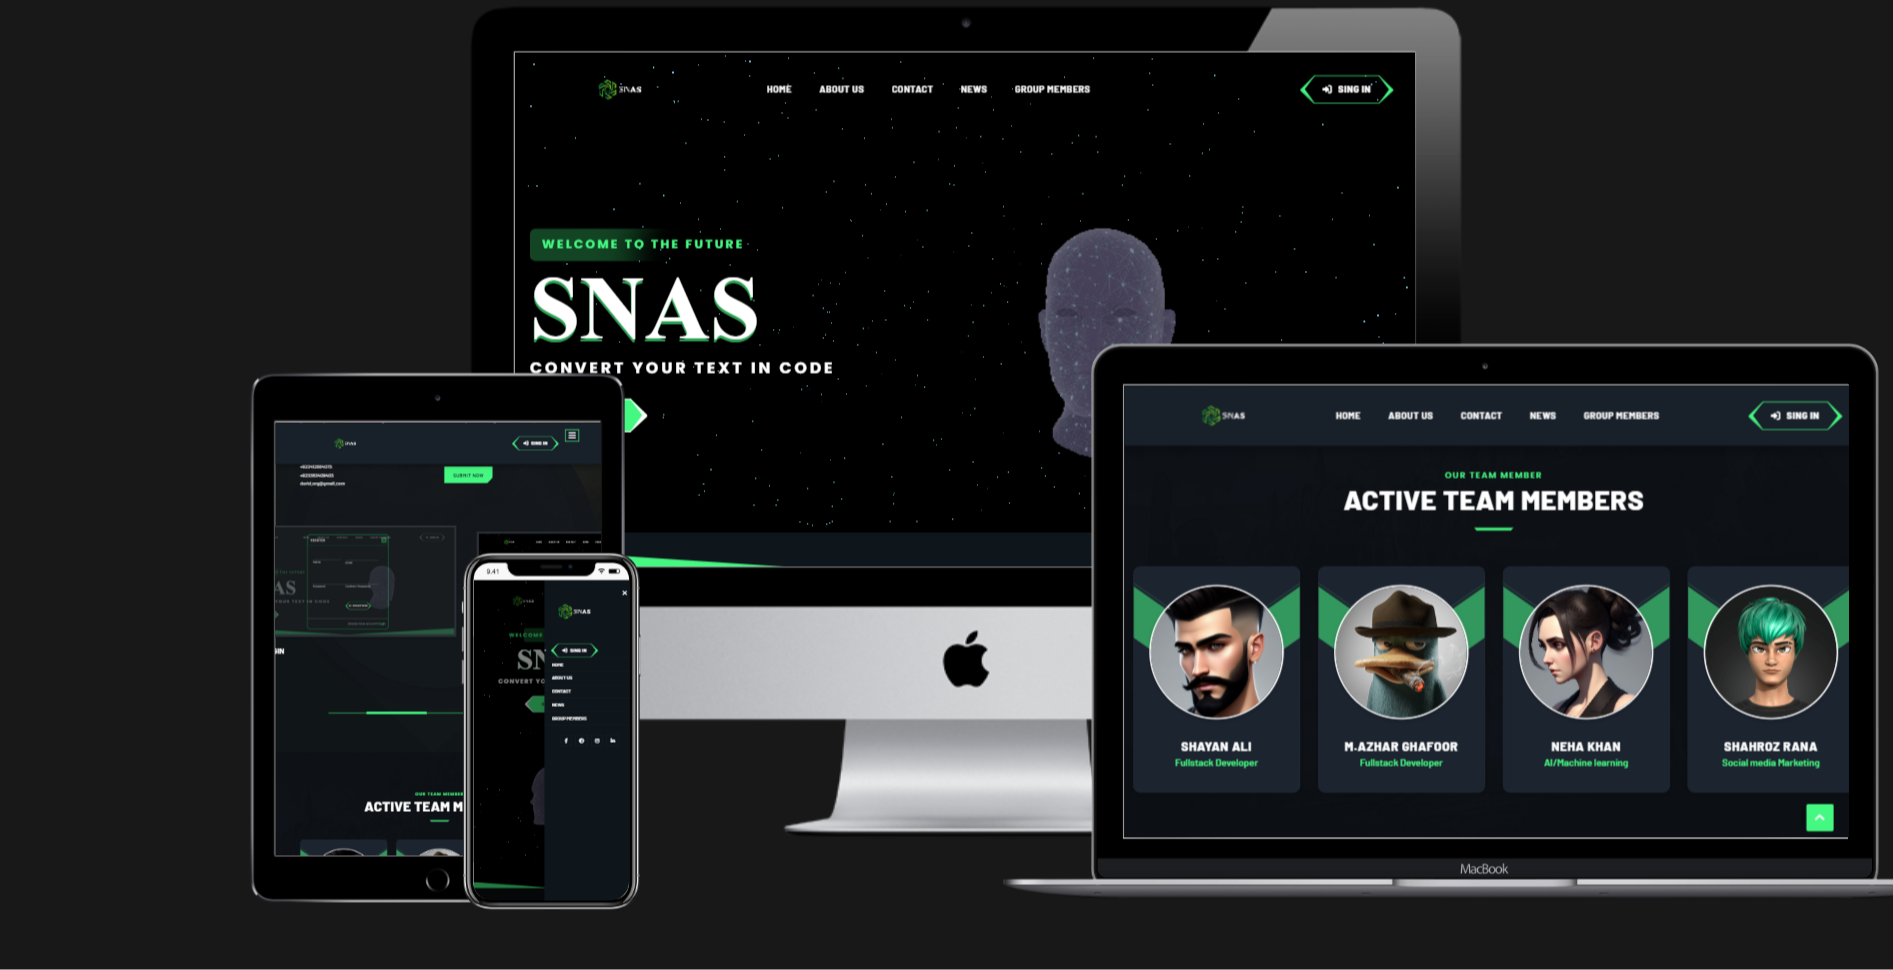 SNAS
HOME ABOUT US CONTACT NEWS GROUP MEMBERS
SING IN
WELCOME TO THE FUTURE
SNAS
CONVERT YOUR TEXT IN CODE
SNAS
HOME ABOUT US CONTACT NEWS GROUP MEMBERS
SING IN
OUR TEAM MEMBER
ACTIVE TEAM MEMBERS
SHAYAN ALI
Fullstack Developer
M.AZHAR GHAFOOR
Fullstack Developer
NEHA KHAN
AI/Machine learning
SHAHROZ RANA
Social media Marketing
MacBook
SNAS
SING IN
SUBMIT NOW
AS
OUR TEAM MEMBER
ACTIVE TEAM M
9:41
SNAS
WELCOME
SN
CONVERT YO
SING IN
HOME
ABOUT US
CONTACT
NEWS
GROUP MEMBERS